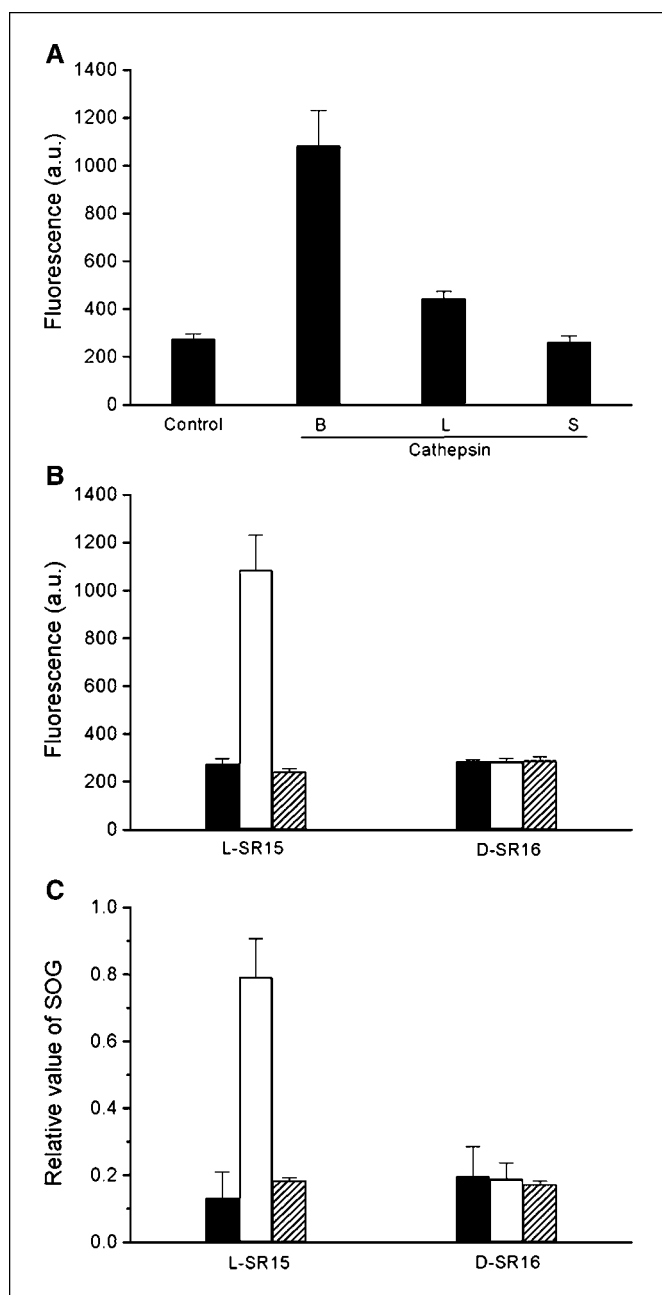 A
1400
1200
1000
800
600
400
200
0
Fluorescence (a.u.)
Control B L S
Cathepsin
B
1400
1200
1000
800
600
400
200
0
Fluorescence (a.u.)
L-SR15 D-SR16
C
1.0
0.8
0.6
0.4
0.2
0.0
Relative value of SOG
L-SR15 D-SR16